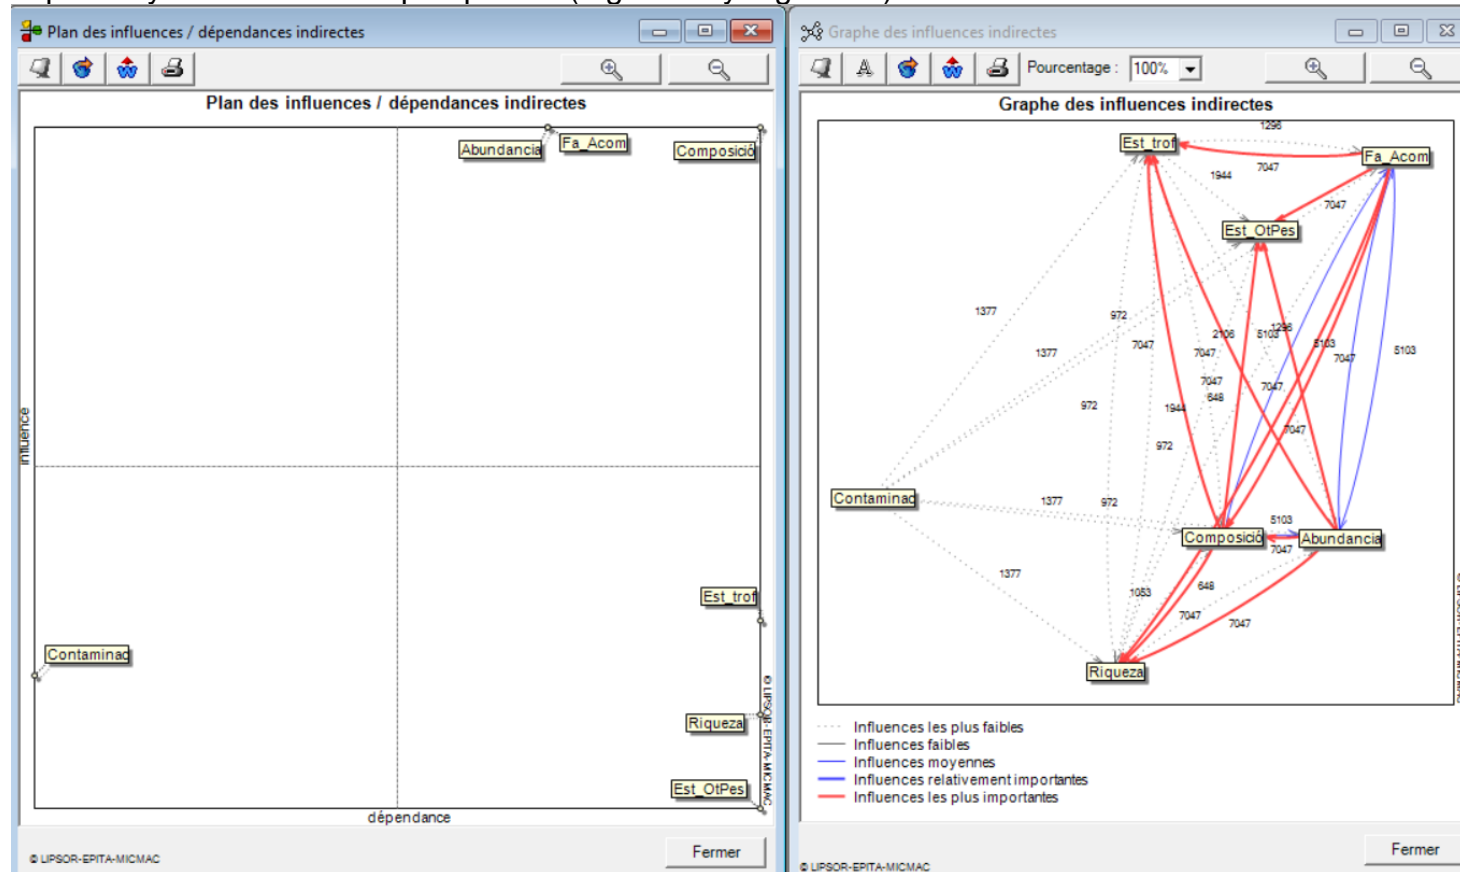 Plan des influences / dépendances indirectes
Plan des influences / dépendances indirectes
Abundancia
Fa_Acom
Composició
influence
Est_trof
Contaminac
Riqueza
Est_OtPes
dépendance
© LIPSOR-EPITA-MICMAC
Fermer
© LIPSOR-EPITA-MICMAC
Graphe des influences indirectes
Pourcentage : 100%
Graphe des influences indirectes
1296
Est_trof
Fa_Acom
7047
1944
7047
Est_OtPes
1377
972
2106
5103
1296
5103
7047
7047
7047
5103
1377
7047
648
7047
972
1944
7047
972
Contaminac
1377
972
5103
Composició
Abundancia
7047
1377
1053
648
7047
7047
Riqueza
Influences les plus faibles
Influences faibles
Influences moyennes
Influences relativement importantes
Influences les plus importantes
Fermer
© LIPSOR-EPITA-MICMAC